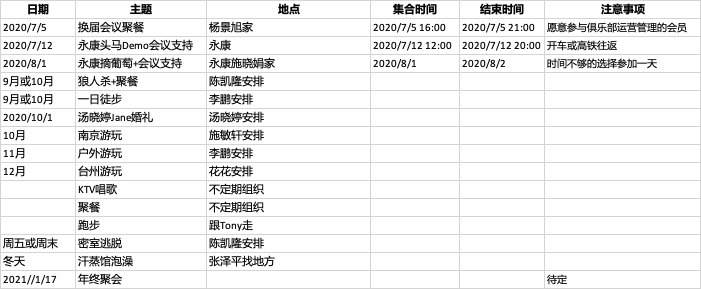 日期 主题 地点 集合时间 结束时间 注意事项
2020/7/5 换届会议聚餐 杨景旭家 2020/7/5 16:00 2020/7/5 21:00 愿意参与俱乐部运营管理的会员
2020/7/12 永康头马Demo会议支持 永康 2020/7/12 12:00 2020/7/12 20:00 开车或高铁往返
2020/8/1 永康摘葡萄+会议支持 永康施晓娟家 2020/8/1 2020/8/2 时间不够的选择参加一天
9月或10月 狼人杀+聚餐 陈凯隆安排
9月或10月 一日徒步 李鹏安排
2020/10/1 汤晓婷Jane婚礼 汤晓婷安排
10月 南京游玩 施敏轩安排
11月 户外游玩 李鹏安排
12月 台州游玩 花花安排
KTV唱歌 不定期组织
聚餐 不定期组织
跑步 跟Tony走
周五或周末 密室逃脱 陈凯隆安排
冬天 汗蒸馆泡澡 张泽平找地方
2021//1/17 年终聚会 待定